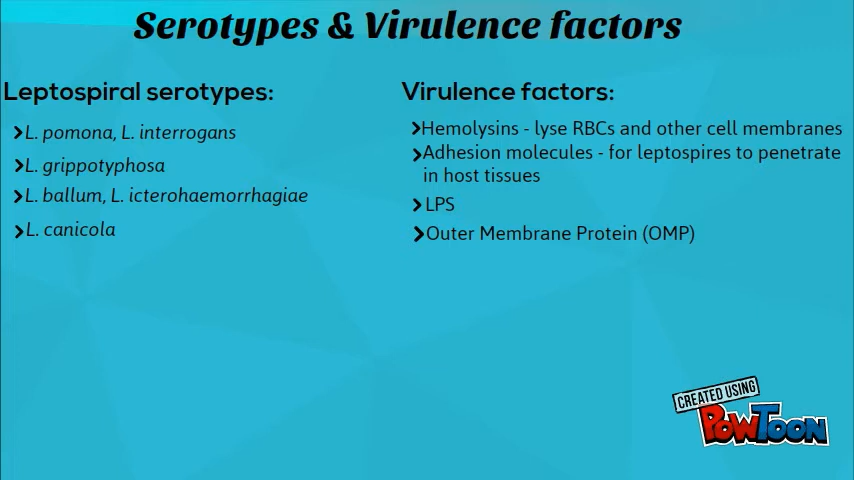 Serotypes & Virulence factors
Leptospiral serotypes:
L. pomona, L. interrogans
L. grippotyphosa
L. ballum, L. icterohaemorrhagiae
L. canicola
Virulence factors:
Hemolysins - lyse RBCs and other cell membranes
Adhesion molecules - for leptospires to penetrate
in host tissues
LPS
Outer Membrane Protein (OMP)
CREATED USING
POWTOON